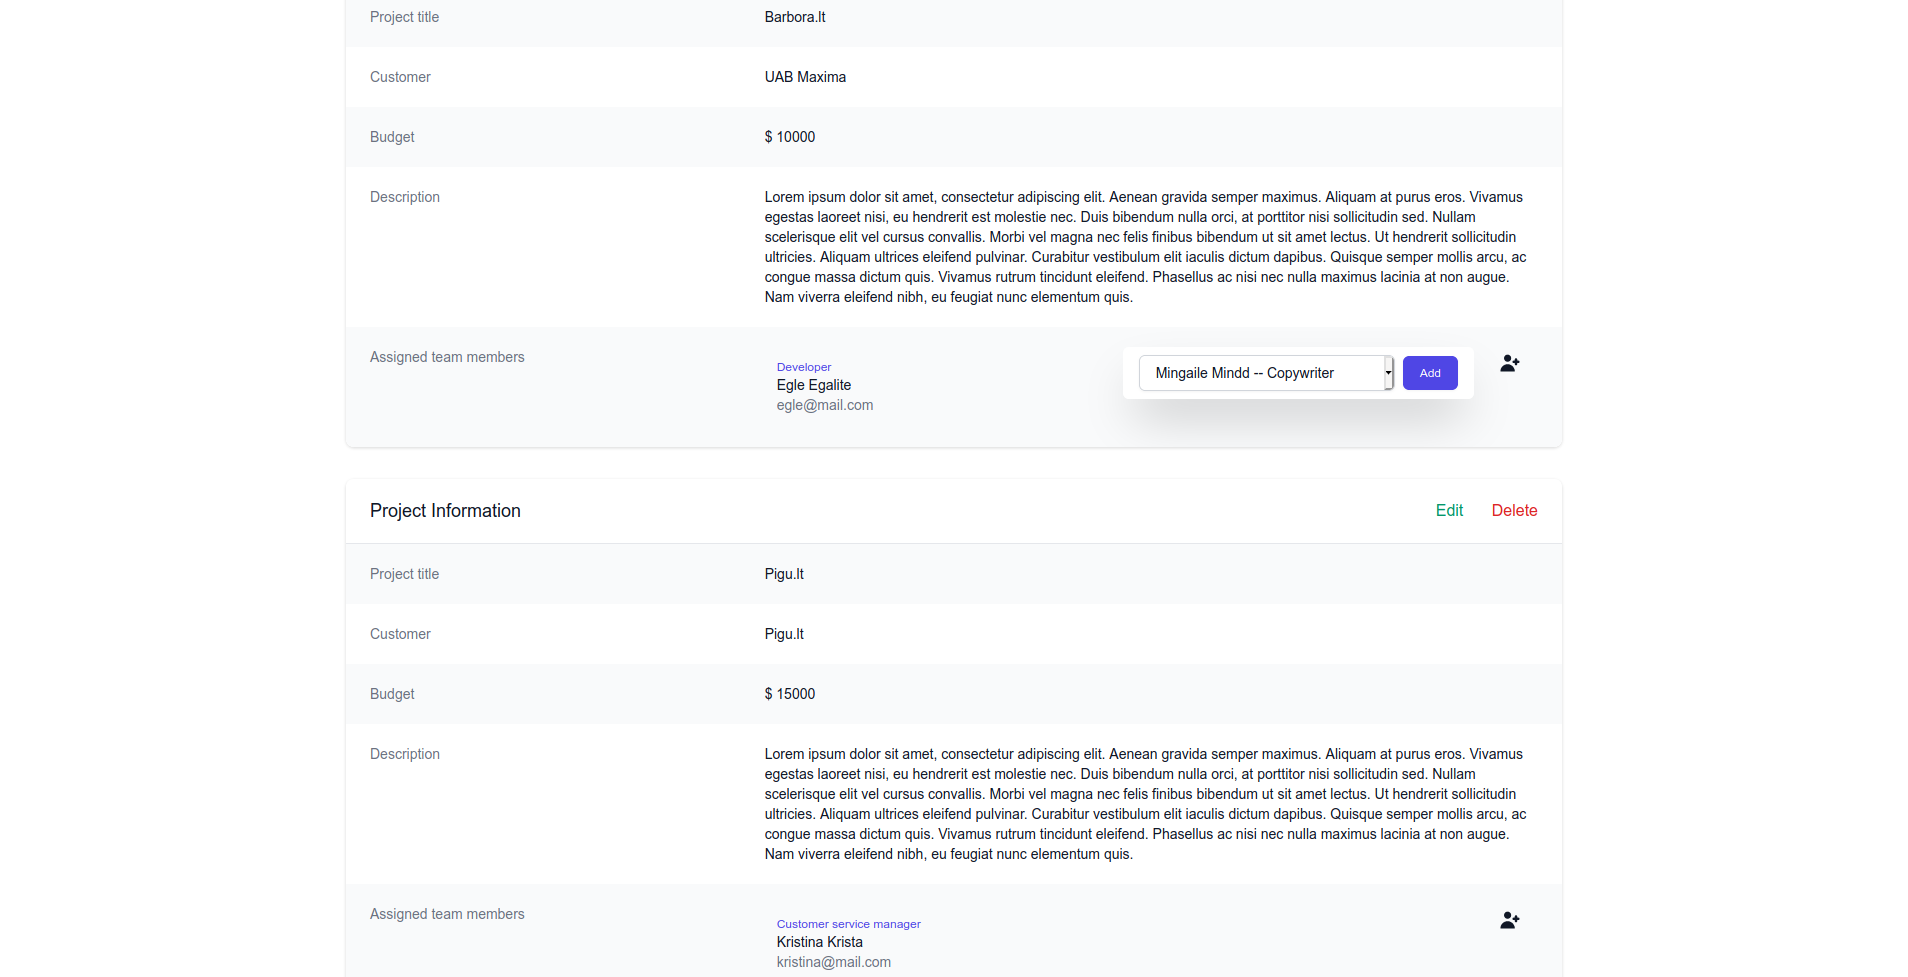 Project title
Barbora.lt
Customer
UAB Maxima
Budget
$ 10000
Description
Lorem ipsum dolor sit amet, consectetur adipiscing elit. Aenean gravida semper maximus. Aliquam at purus eros. Vivamus
egestas laoreet nisi, eu hendrerit est molestie nec. Duis bibendum nulla orci, at porttitor nisi sollicitudin sed. Nullam
scelerisque elit vel cursus convallis. Morbi vel magna nec felis finibus bibendum ut sit amet lectus. Ut hendrerit sollicitudin
ultricies. Aliquam ultrices eleifend pulvinar. Curabitur vestibulum elit iaculis dictum dapibus. Quisque semper mollis arcu, ac
congue massa dictum quis. Vivamus rutrum tincidunt eleifend. Phasellus ac nisi nec nulla maximus lacinia at non augue.
Nam viverra eleifend nibh, eu feugiat nunc elementum quis.
Assigned team members
Developer
Egle Egalite
egle@mail.com
Mingaile Mindd -- Copywriter
Add
Project Information
Edit
Delete
Project title
Pigu.lt
Customer
Pigu.lt
Budget
$ 15000
Description
Lorem ipsum dolor sit amet, consectetur adipiscing elit. Aenean gravida semper maximus. Aliquam at purus eros. Vivamus
egestas laoreet nisi, eu hendrerit est molestie nec. Duis bibendum nulla orci, at porttitor nisi sollicitudin sed. Nullam
scelerisque elit vel cursus convallis. Morbi vel magna nec felis finibus bibendum ut sit amet lectus. Ut hendrerit sollicitudin
ultricies. Aliquam ultrices eleifend pulvinar. Curabitur vestibulum elit iaculis dictum dapibus. Quisque semper mollis arcu, ac
congue massa dictum quis. Vivamus rutrum tincidunt eleifend. Phasellus ac nisi nec nulla maximus lacinia at non augue.
Nam viverra eleifend nibh, eu feugiat nunc elementum quis.
Assigned team members
Customer service manager
Kristina Krista
kristina@mail.com